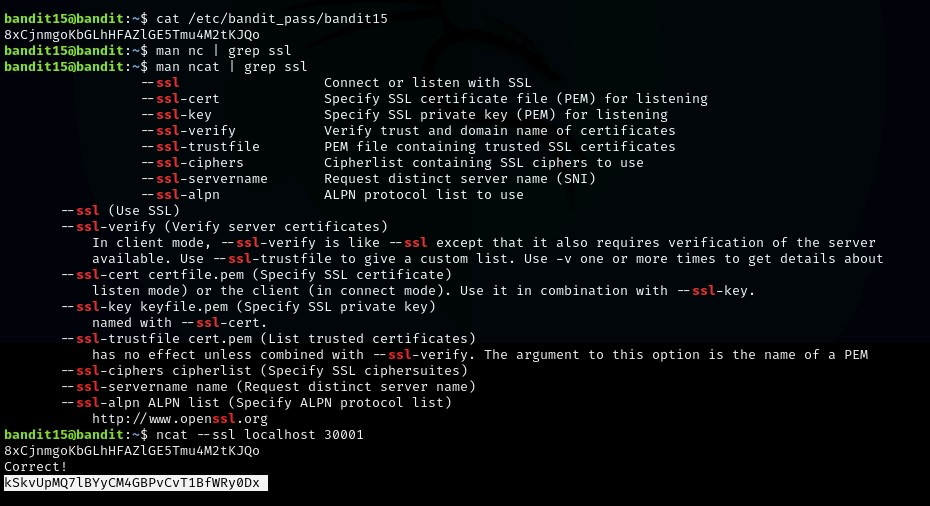 bandit15@bandit:~$ cat /etc/bandit_pass/bandit15
8xCjnmgoKbGLhHFAZlGE5Tmu4M2tKJQo
bandit15@bandit:~$ man nc | grep ssl
bandit15@bandit:~$ man ncat | grep ssl
--ssl Connect or listen with SSL
--ssl-cert Specify SSL certificate file (PEM) for listening
--ssl-key Specify SSL private key (PEM) for listening
--ssl-verify Verify trust and domain name of certificates
--ssl-trustfile PEM file containing trusted SSL certificates
--ssl-ciphers Cipherlist containing SSL ciphers to use
--ssl-servername Request distinct server name (SNI)
--ssl-alpn ALPN protocol list to use
--ssl (Use SSL)
--ssl-verify (Verify server certificates)
In client mode, --ssl-verify is like --ssl except that it also requires verification of the server
available. Use --ssl-trustfile to give a custom list. Use -v one or more times to get details about
--ssl-cert certfile.pem (Specify SSL certificate)
listen mode) or the client (in connect mode). Use it in combination with --ssl-key.
--ssl-key keyfile.pem (Specify SSL private key)
named with --ssl-cert.
--ssl-trustfile cert.pem (List trusted certificates)
has no effect unless combined with --ssl-verify. The argument to this option is the name of a PEM
--ssl-ciphers cipherlist (Specify SSL ciphersuites)
--ssl-servername name (Request distinct server name)
--ssl-alpn ALPN list (Specify ALPN protocol list)
http://www.openssl.org
bandit15@bandit:~$ ncat --ssl localhost 30001
8xCjnmgoKbGLhHFAZlGE5Tmu4M2tKJQo
Correct!
kSkvUpMQ7lBYyCM4GBPvCvT1BfWRy0Dx